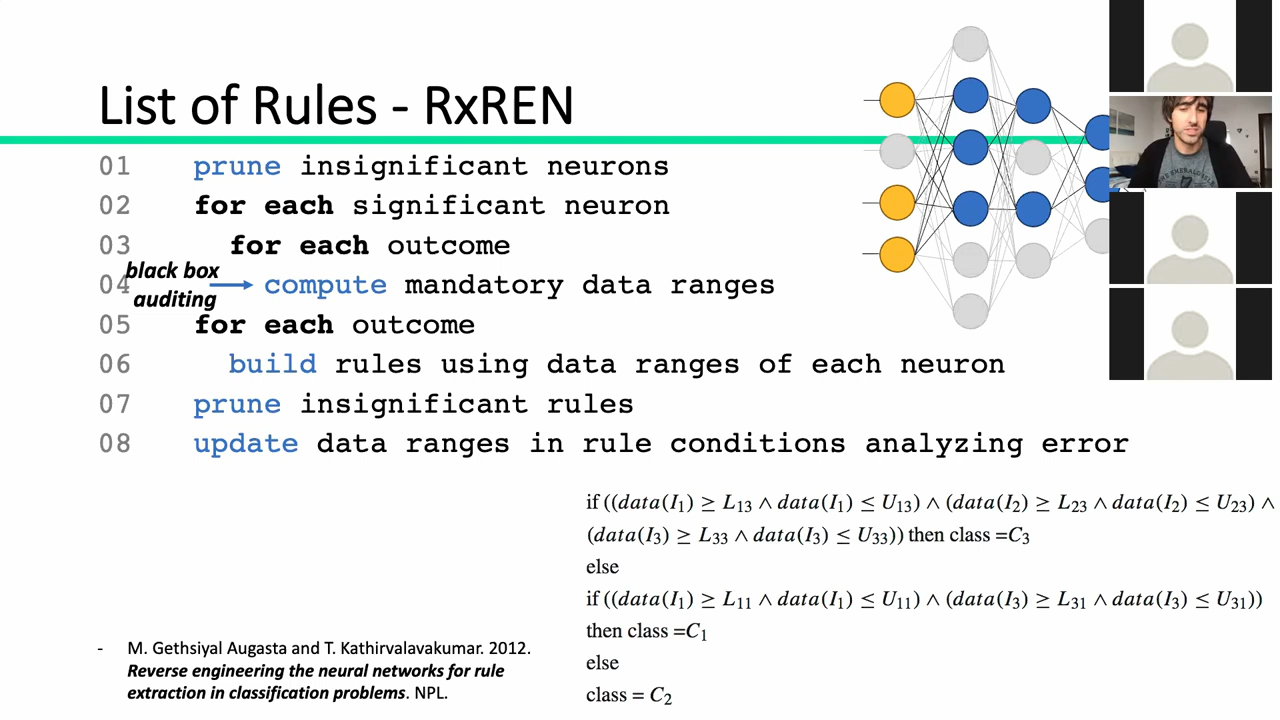 List of Rules - RxREN
01 prune insignificant neurons
02 for each significant neuron
03 for each outcome
black box
auditing
04 compute mandatory data ranges
05 for each outcome
06 build rules using data ranges of each neuron
07 prune insignificant rules
08 update data ranges in rule conditions analyzing error
if ((data(I₁) ≥ L₁₃ ∧ data(I₁) ≤ U₁₃) ∧ (data(I₂) ≥ L₂₃ ∧ data(I₂) ≤ U₂₃) ∧
(data(I₃) ≥ L₃₃ ∧ data(I₃) ≤ U₃₃)) then class =C₃
else
if ((data(I₁) ≥ L₁₁ ∧ data(I₁) ≤ U₁₁) ∧ (data(I₃) ≥ L₃₁ ∧ data(I₃) ≤ U₃₁))
then class =C₁
else
class = C₂
- M. Gethsiyal Augasta and T. Kathirvalavakumar. 2012.
Reverse engineering the neural networks for rule
extraction in classification problems. NPL.
THE EMERALD ISLE